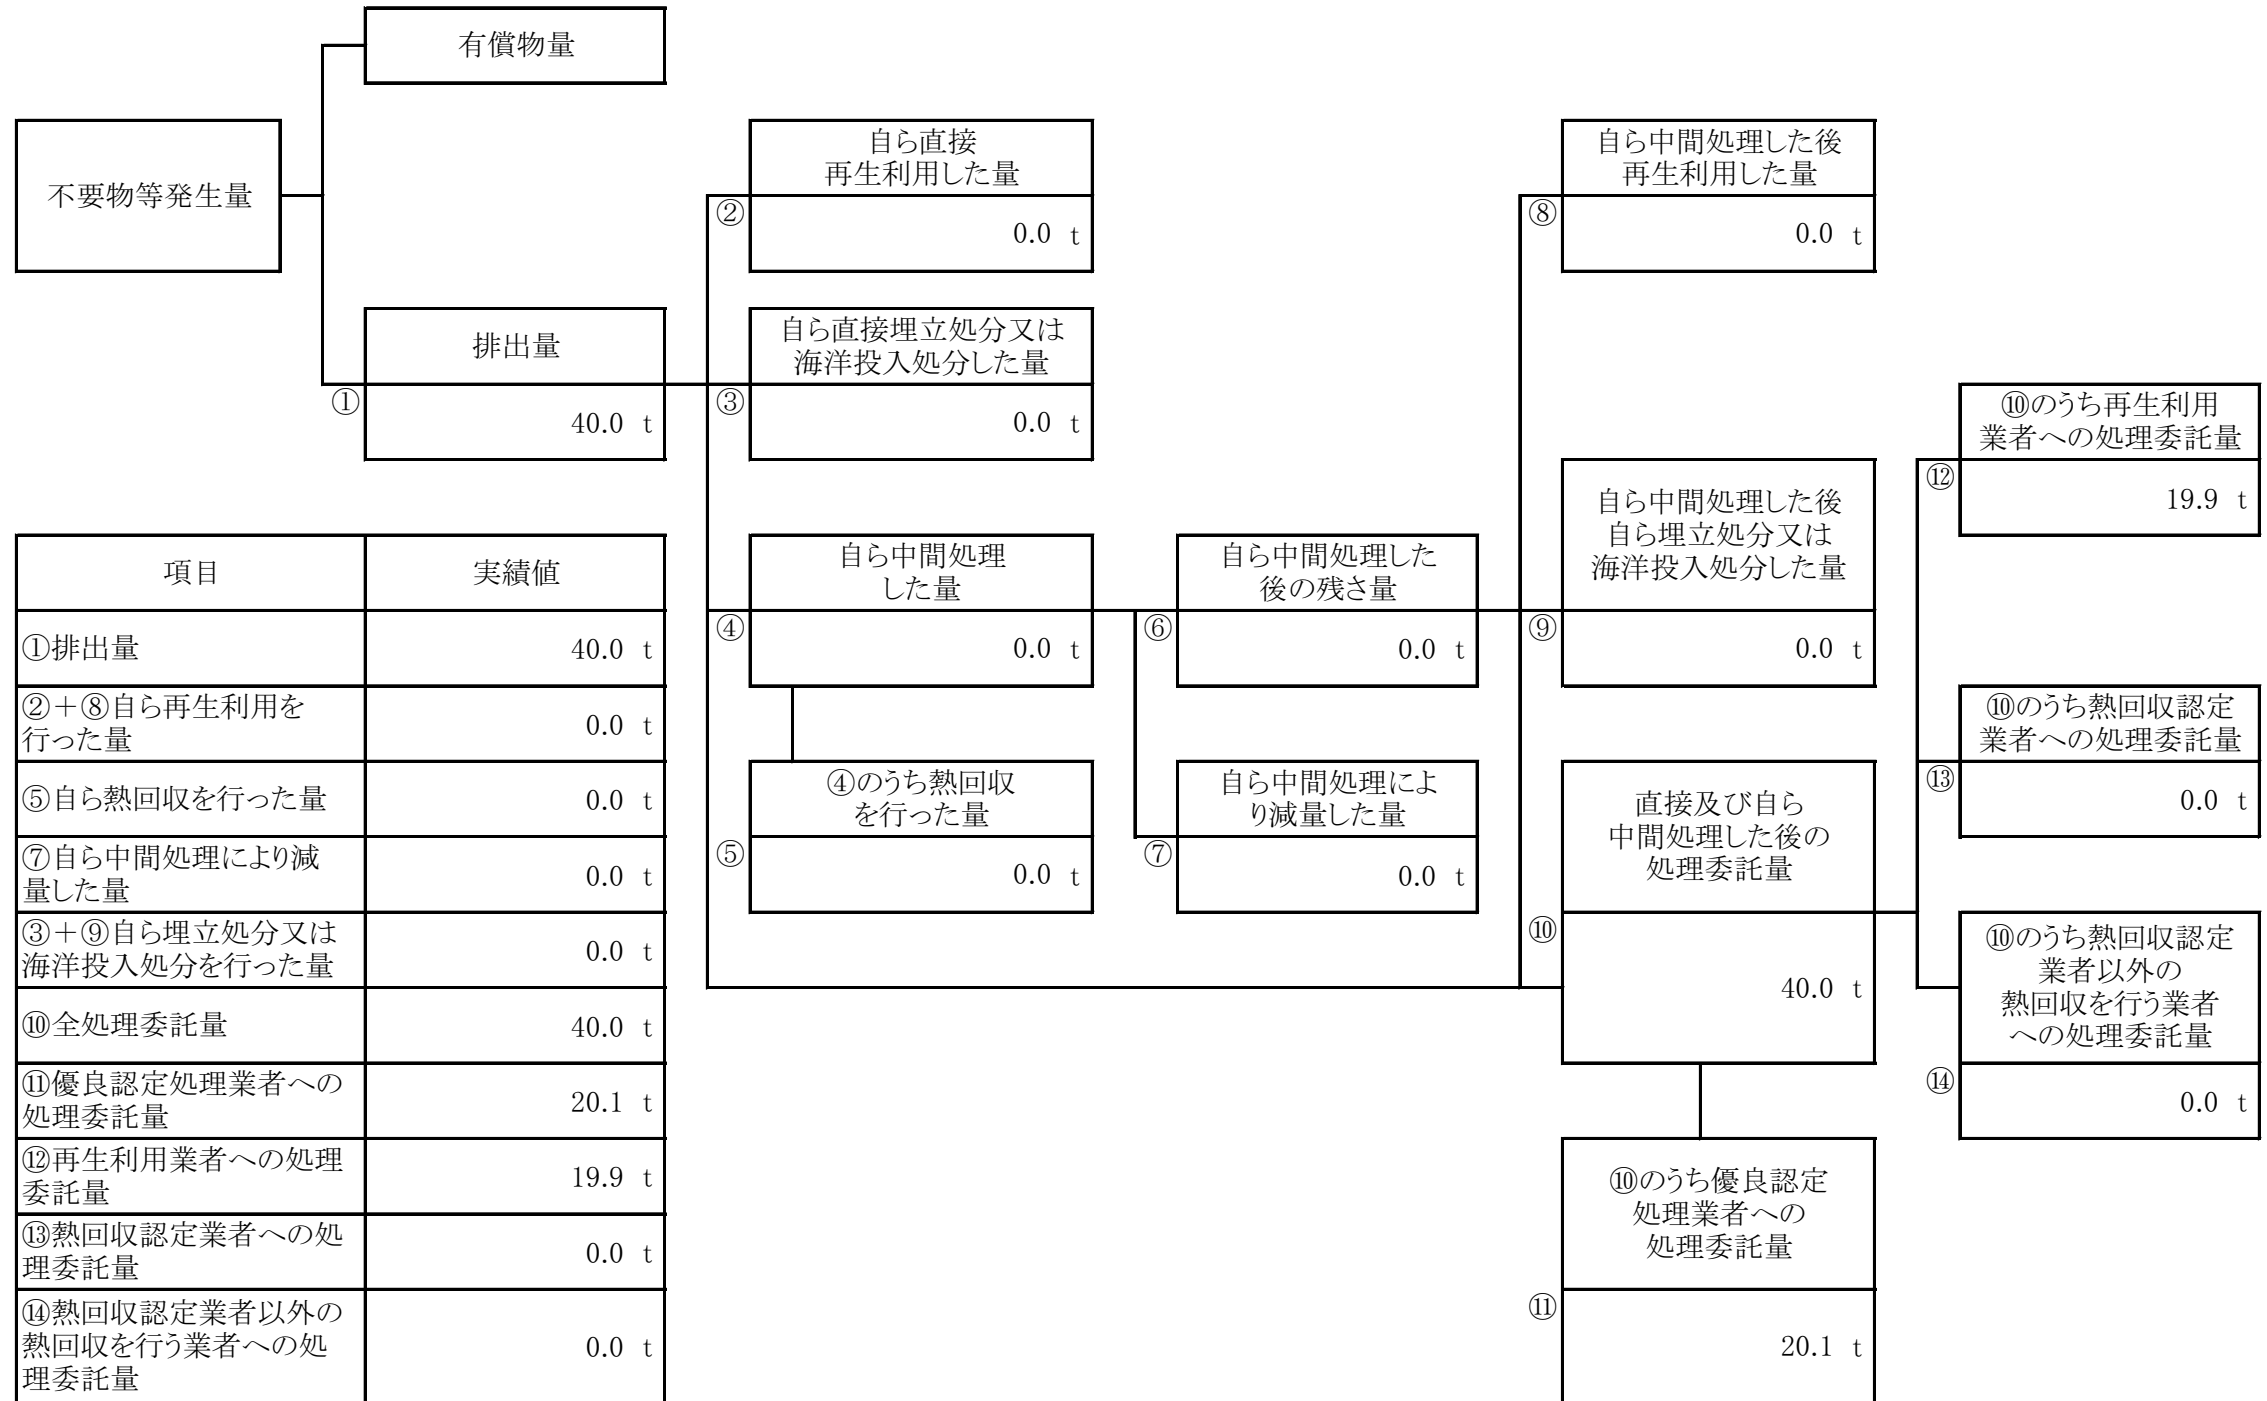 有償物量
不要物等発生量
自ら直接
再生利用した量
②
0.0 t
自ら中間処理した後
再生利用した量
⑧
0.0 t
排出量
①
40.0 t
自ら直接埋立処分又は
海洋投入処分した量
③
0.0 t
⑩のうち再生利用
業者への処理委託量
⑫
19.9 t
自ら中間処理した後
自ら埋立処分又は
海洋投入処分した量
⑨
0.0 t
自ら中間処理
した量
④
0.0 t
自ら中間処理した
後の残さ量
⑥
0.0 t
⑩のうち熱回収認定
業者への処理委託量
⑬
0.0 t
④のうち熱回収
を行った量
⑤
0.0 t
自ら中間処理によ
り減量した量
⑦
0.0 t
直接及び自ら
中間処理した後の
処理委託量
⑩
40.0 t
⑩のうち熱回収認定
業者以外の
熱回収を行う業者
への処理委託量
⑭
0.0 t
⑩のうち優良認定
処理業者への
処理委託量
⑪
20.1 t
項目 実績値
①排出量 40.0 t
②＋⑧自ら再生利用を
行った量 0.0 t
⑤自ら熱回収を行った量 0.0 t
⑦自ら中間処理により減
量した量 0.0 t
③＋⑨自ら埋立処分又は
海洋投入処分を行った量 0.0 t
⑩全処理委託量 40.0 t
⑪優良認定処理業者への
処理委託量 20.1 t
⑫再生利用業者への処理
委託量 19.9 t
⑬熱回収認定業者への処
理委託量 0.0 t
⑭熱回収認定業者以外の
熱回収を行う業者への処
理委託量 0.0 t